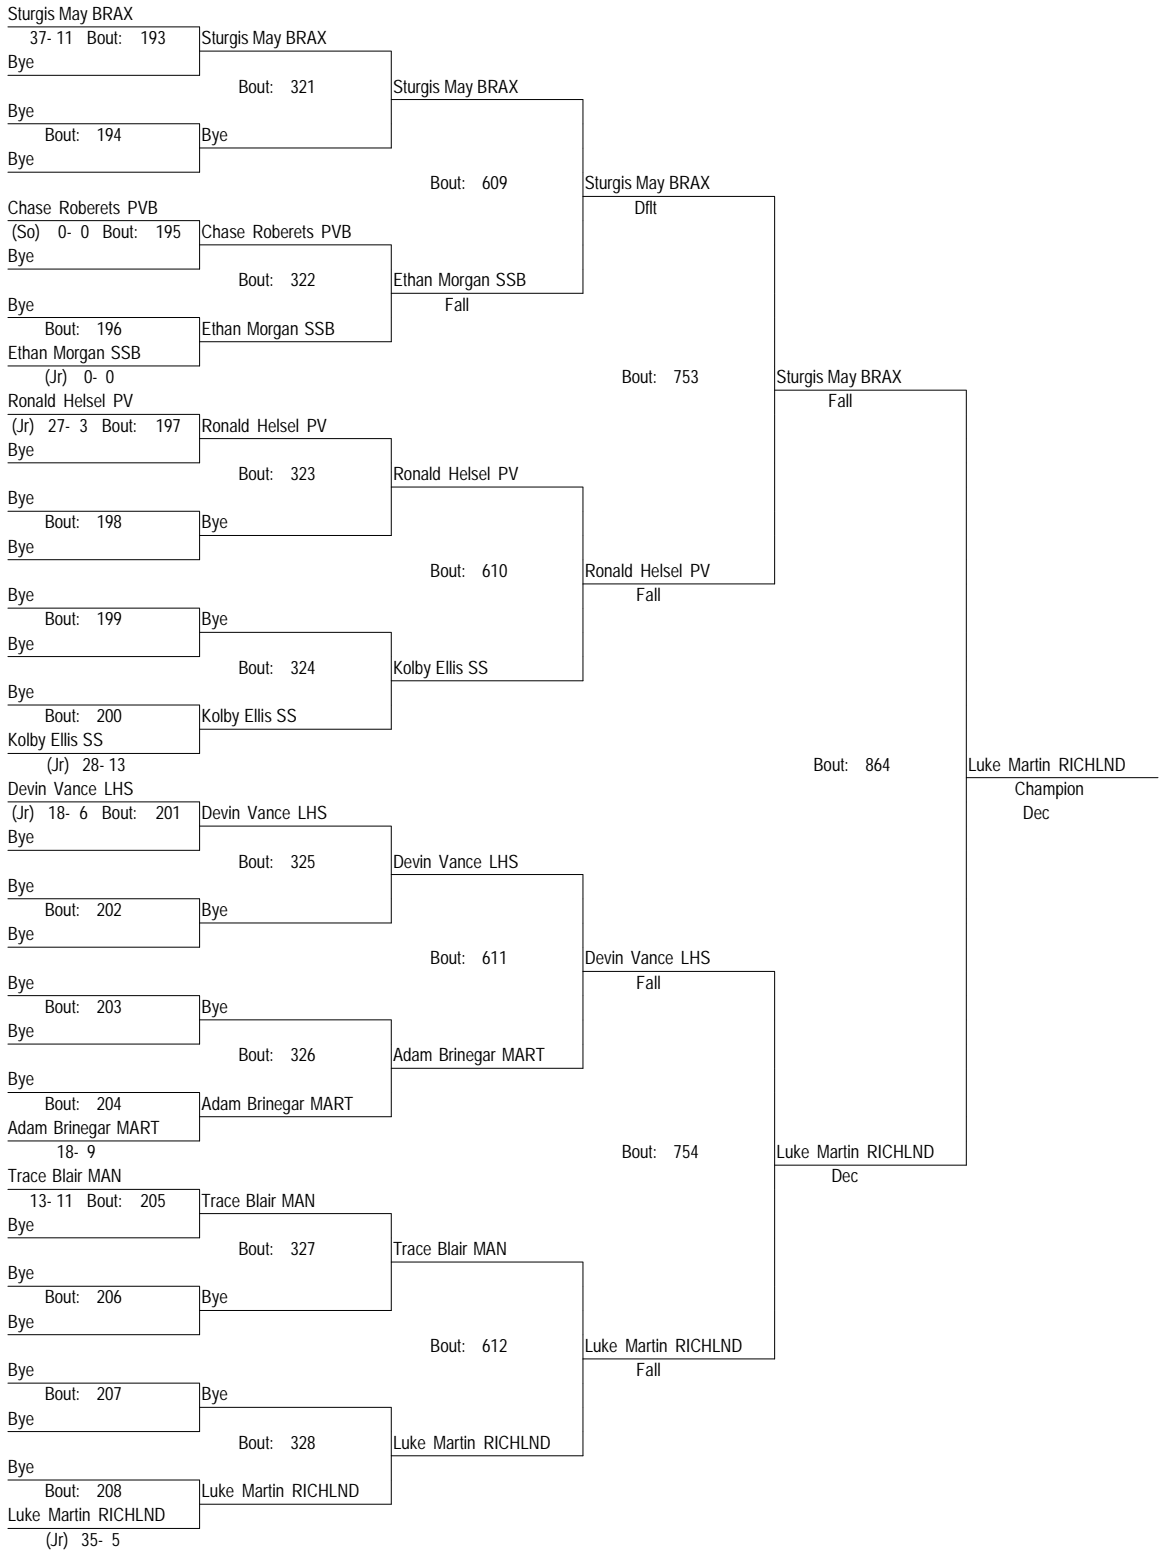 Sturgis May BRAX
37- 11 Bout: 193 Sturgis May BRAX
Bye
Bout: 321 Sturgis May BRAX
Bye
Bout: 194 Bye
Bye
Bout: 609 Sturgis May BRAX
Chase Roberets PVB Dflt
(So) 0- 0 Bout: 195 Chase Roberets PVB
Bye
Bout: 322 Ethan Morgan SSB
Bye Fall
Bout: 196 Ethan Morgan SSB
Ethan Morgan SSB
(Jr) 0- 0 Bout: 753 Sturgis May BRAX
Ronald Helsel PV Fall
(Jr) 27- 3 Bout: 197 Ronald Helsel PV
Bye
Bout: 323 Ronald Helsel PV
Bye
Bout: 198 Bye
Bye
Bout: 610 Ronald Helsel PV
Bye Fall
Bout: 199 Bye
Bye
Bout: 324 Kolby Ellis SS
Bye
Bout: 200 Kolby Ellis SS
Kolby Ellis SS
(Jr) 28- 13 Bout: 864 Luke Martin RICHLND
Devin Vance LHS Champion
(Jr) 18- 6 Bout: 201 Devin Vance LHS Dec
Bye
Bout: 325 Devin Vance LHS
Bye
Bout: 202 Bye
Bye
Bout: 611 Devin Vance LHS
Bye Fall
Bout: 203 Bye
Bye
Bout: 326 Adam Brinegar MART
Bye
Bout: 204 Adam Brinegar MART
Adam Brinegar MART
18- 9 Bout: 754 Luke Martin RICHLND
Trace Blair MAN Dec
13- 11 Bout: 205 Trace Blair MAN
Bye
Bout: 327 Trace Blair MAN
Bye
Bout: 206 Bye
Bye
Bout: 612 Luke Martin RICHLND
Bye Fall
Bout: 207 Bye
Bye
Bout: 328 Luke Martin RICHLND
Bye
Bout: 208 Luke Martin RICHLND
Luke Martin RICHLND
(Jr) 35- 5